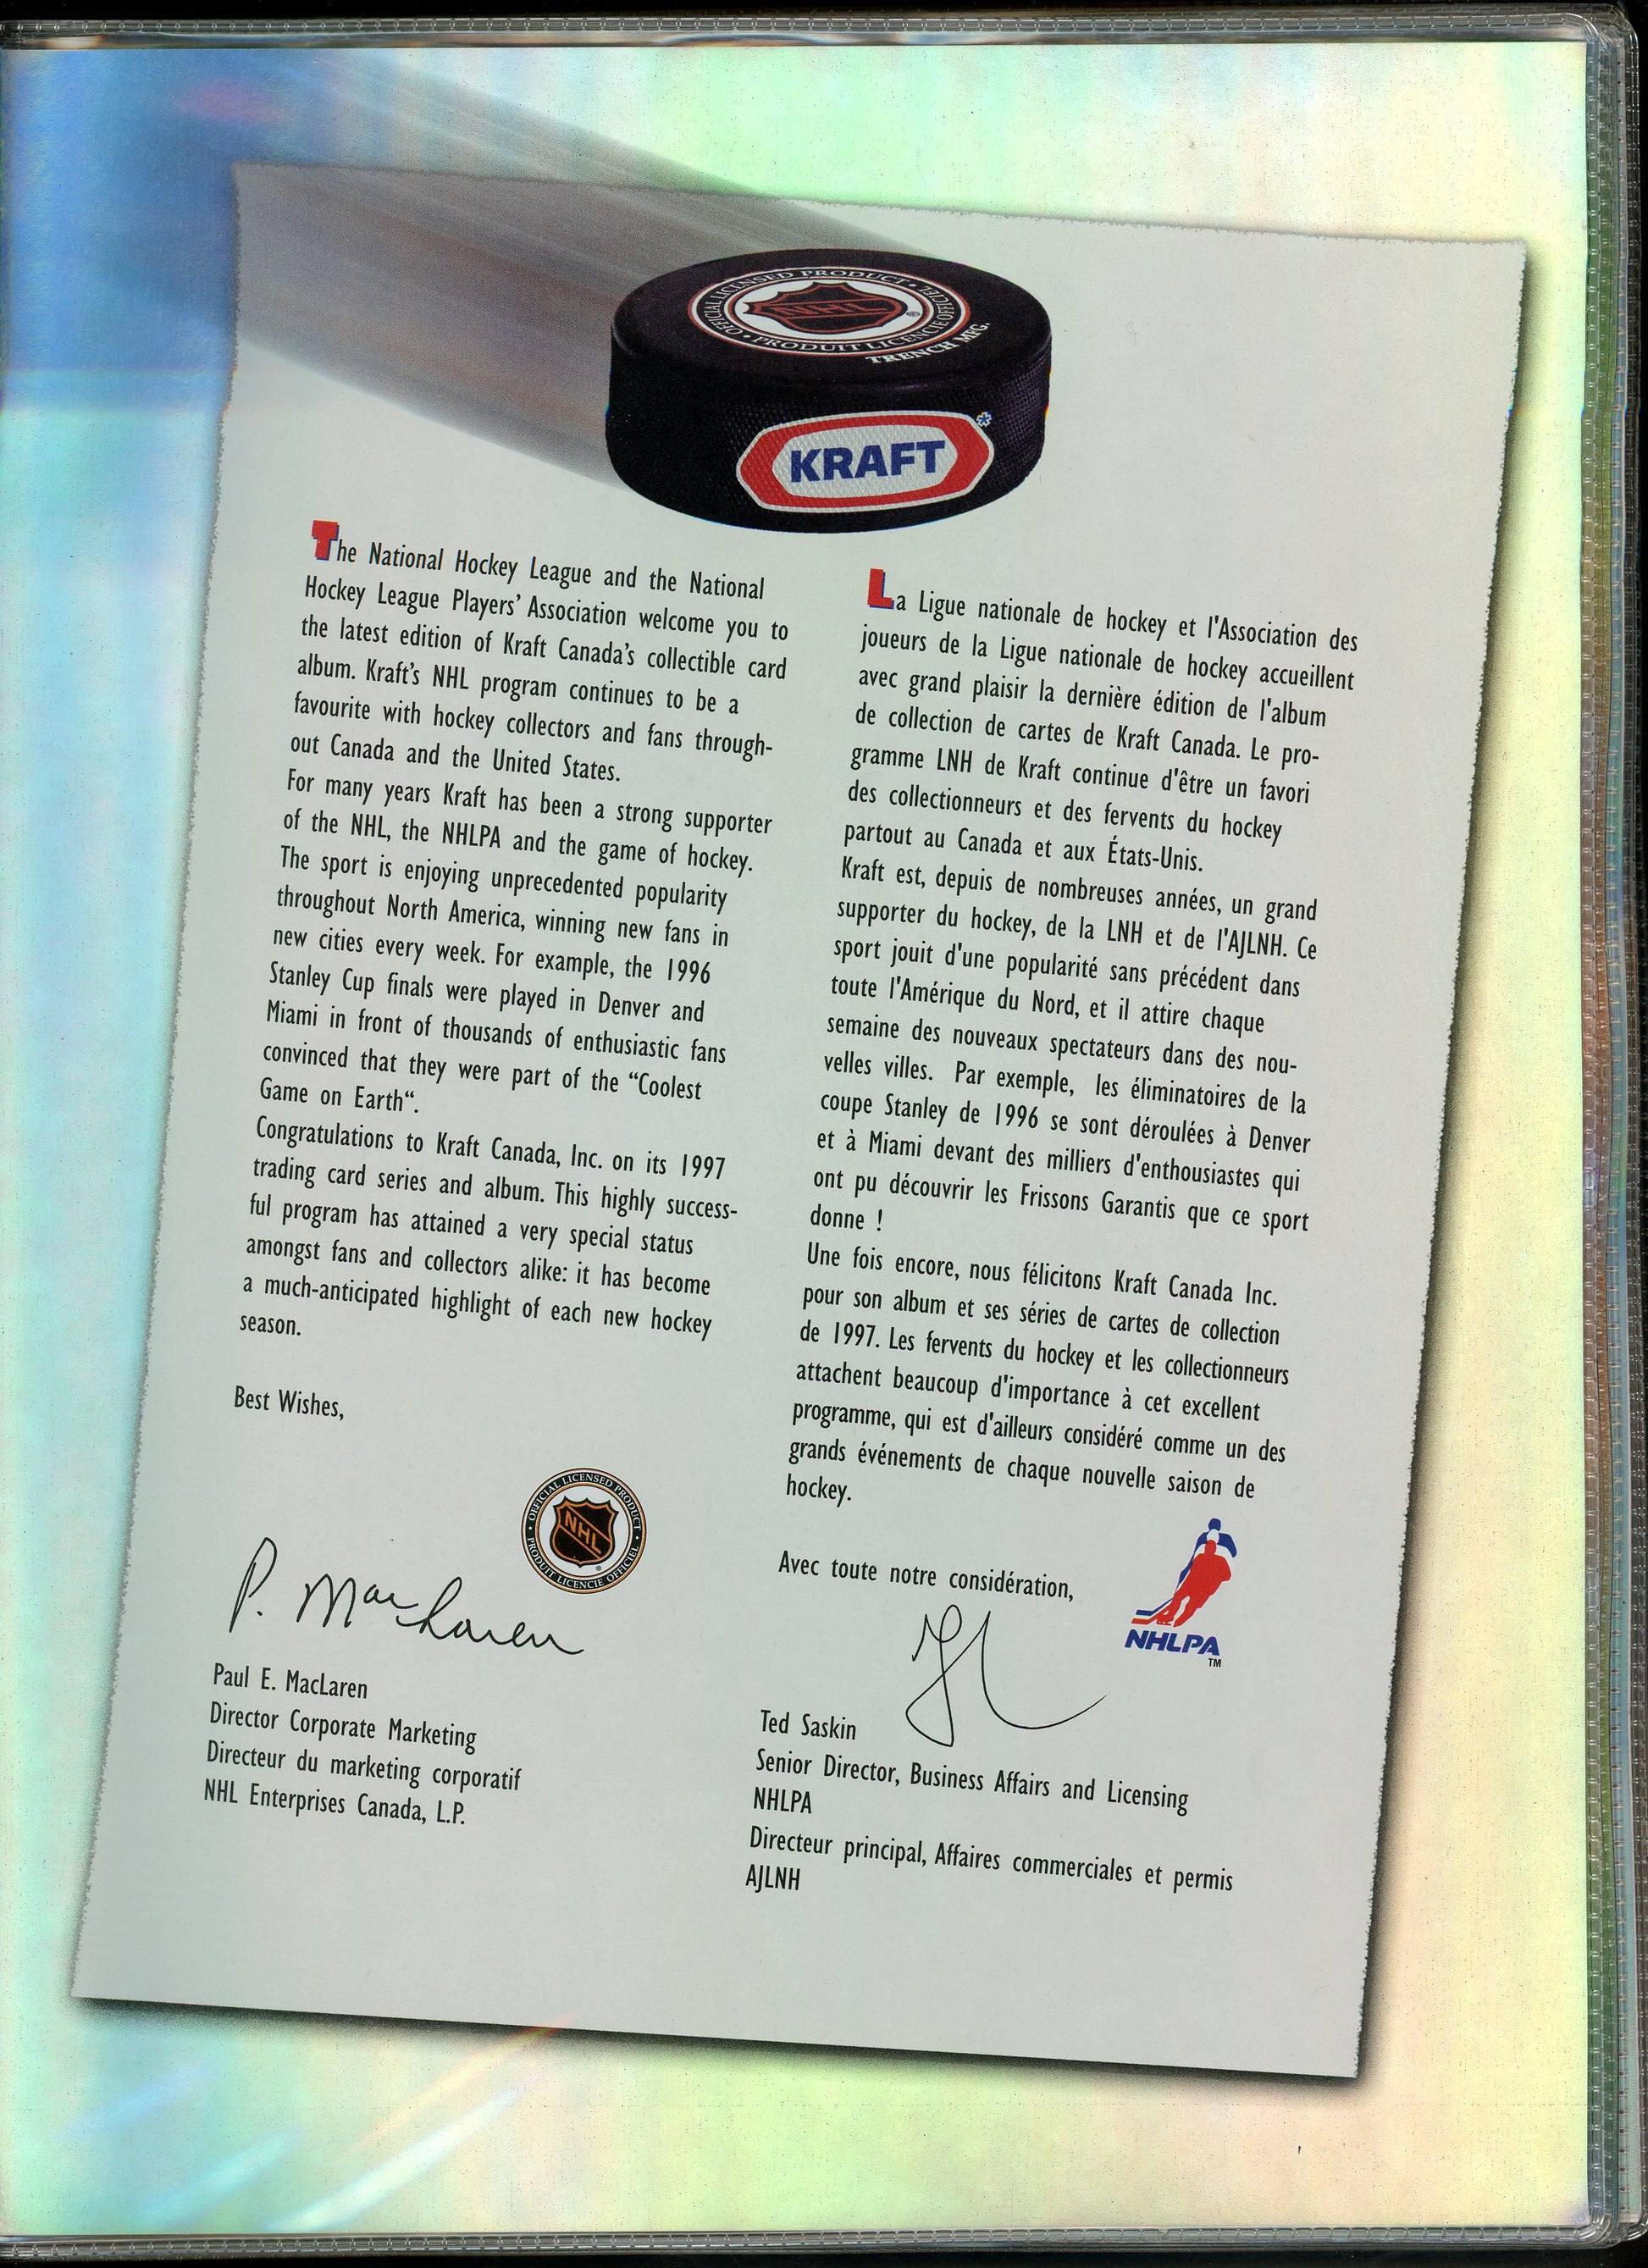 OFFICIAL LICENSED PRODUCT
NHL
PRODUIT LICENCIE OFFICIEL
TRENCH MFG.
KRAFT
The National Hockey League and the National
Hockey League Players' Association welcome you to
the latest edition of Kraft Canada's collectible card
album. Kraft's NHL program continues to be a
favourite with hockey collectors and fans through-
out Canada and the United States.
For many years Kraft has been a strong supporter
of the NHL, the NHLPA and the game of hockey.
The sport is enjoying unprecedented popularity
throughout North America, winning new fans in
new cities every week. For example, the 1996
Stanley Cup finals were played in Denver and
Miami in front of thousands of enthusiastic fans
convinced that they were part of the “Coolest
Game on Earth“.
Congratulations to Kraft Canada, Inc. on its 1997
trading card series and album. This highly success-
ful program has attained a very special status
amongst fans and collectors alike: it has become
a much-anticipated highlight of each new hockey
season.
Best Wishes,
OFFICIAL LICENSED PRODUCT
NHL
PRODUIT LICENCIE OFFICIEL
P. MacLaren
Paul E. MacLaren
Director Corporate Marketing
Directeur du marketing corporatif
NHL Enterprises Canada, L.P.
La Ligue nationale de hockey et l'Association des
joueurs de la Ligue nationale de hockey accueillent
avec grand plaisir la dernière édition de l'album
de collection de cartes de Kraft Canada. Le pro-
gramme LNH de Kraft continue d'être un favori
des collectionneurs et des fervents du hockey
partout au Canada et aux États-Unis.
Kraft est, depuis de nombreuses années, un grand
supporter du hockey, de la LNH et de l'AJLNH. Ce
sport jouit d'une popularité sans précédent dans
toute l'Amérique du Nord, et il attire chaque
semaine des nouveaux spectateurs dans des nou-
velles villes. Par exemple, les éliminatoires de la
coupe Stanley de 1996 se sont déroulées à Denver
et à Miami devant des milliers d'enthousiastes qui
ont pu découvrir les Frissons Garantis que ce sport
donne !
Une fois encore, nous félicitons Kraft Canada Inc.
pour son album et ses séries de cartes de collection
de 1997. Les fervents du hockey et les collectionneurs
attachent beaucoup d'importance à cet excellent
programme, qui est d'ailleurs considéré comme un des
grands événements de chaque nouvelle saison de
hockey.
Avec toute notre considération,
NHLPA
TM
Ted Saskin
Senior Director, Business Affairs and Licensing
NHLPA
Directeur principal, Affaires commerciales et permis
AJLNH